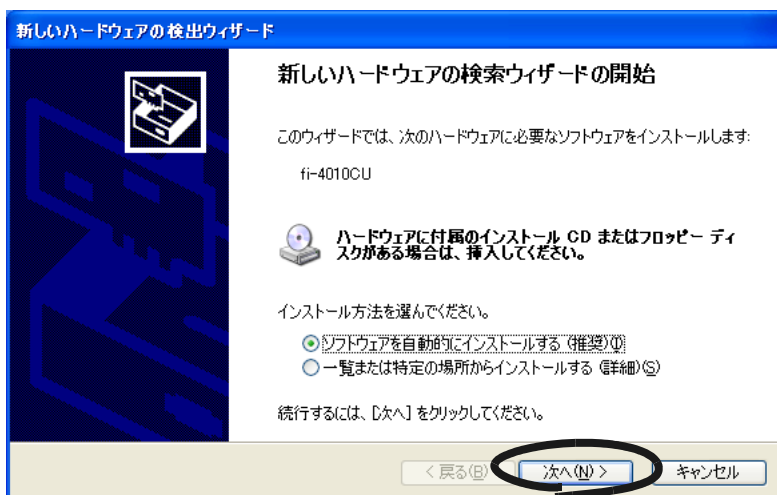 新しいハードウェアの検出ウィザード
新しいハードウェアの検索ウィザードの開始
このウィザードでは、次のハードウェアに必要なソフトウェアをインストールします:
fi-4010CU
ハードウェアに付属のインストール CD またはフロッピー ディ
スクがある場合は、挿入してください。
インストール方法を選んでください。
ソフトウェアを自動的にインストールする (推奨)(I)
一覧または特定の場所からインストールする (詳細)(S)
続行するには、[次へ] をクリックしてください。
< 戻る(B)
次へ(N) >
キャンセル